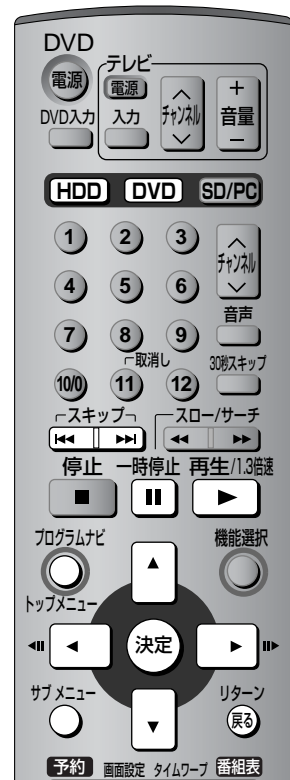 DVD
テレビ
電源
電源
チャンネル
+
音量
−
DVD入力
入力
HDD DVD SD/PC
1 2 3
チャンネル
4 5 6
音声
7 8 9
取消し
30秒スキップ
10/0 11 12
スキップ
スロー/サーチ
停止 一時停止 再生/1.3倍速
プログラムナビ
機能選択
トップメニュー
決定
サブ メニュー
リターン
戻る
予約 画面設定 タイムワープ 番組表